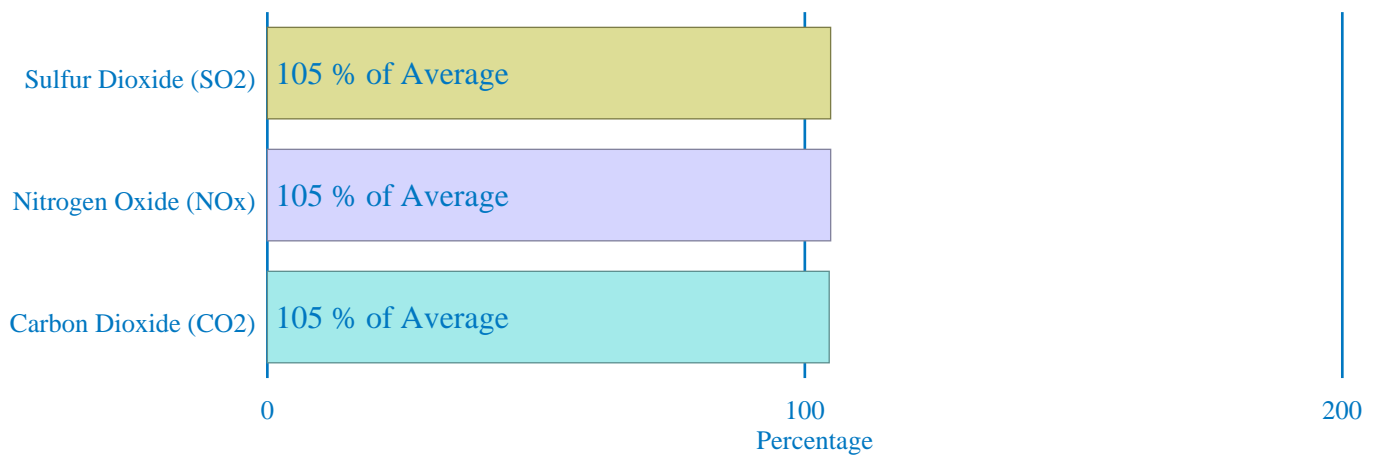 Sulfur Dioxide (SO2) 105 % of Average
Nitrogen Oxide (NOx) 105 % of Average
Carbon Dioxide (CO2) 105 % of Average
0 100 200
Percentage